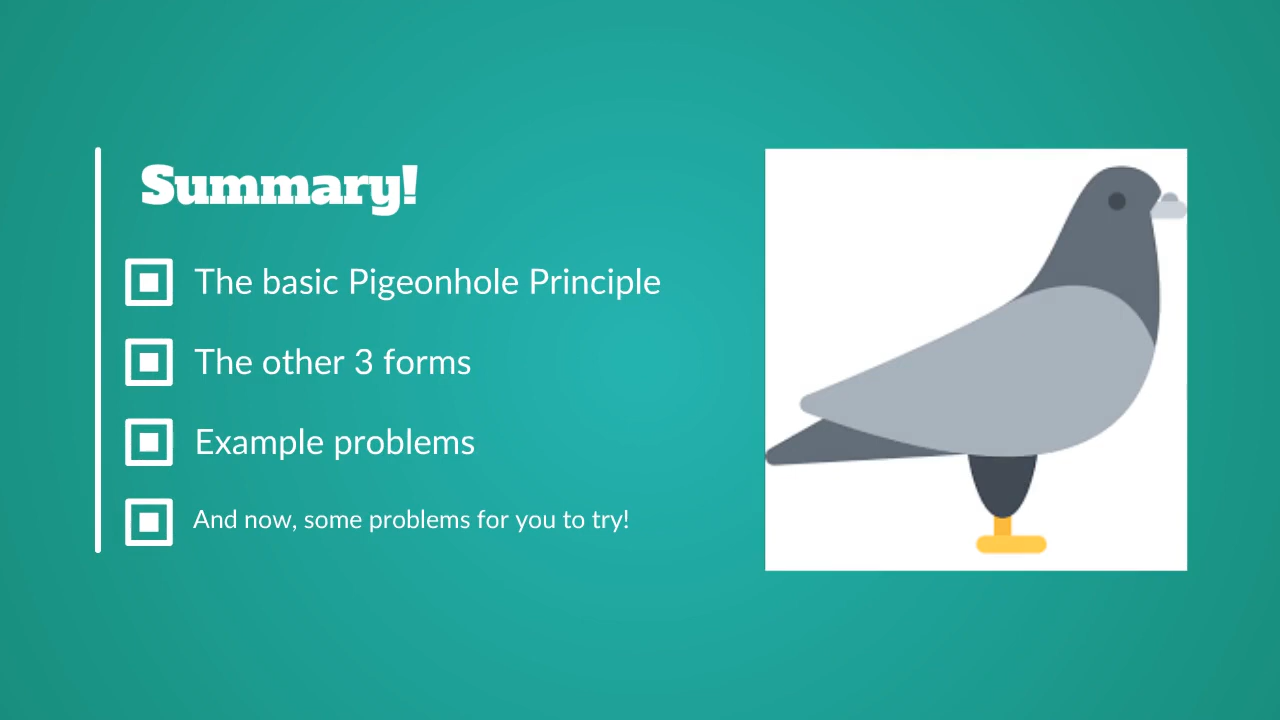 Summary!
The basic Pigeonhole Principle
The other 3 forms
Example problems
And now, some problems for you to try!